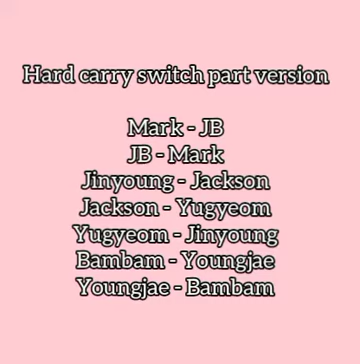 Hard carry switch part version
Mark - JB
JB - Mark
Jinyoung - Jackson
Jackson - Yugyeom
Yugyeom - Jinyoung
Bambam - Youngjae
Youngjae - Bambam